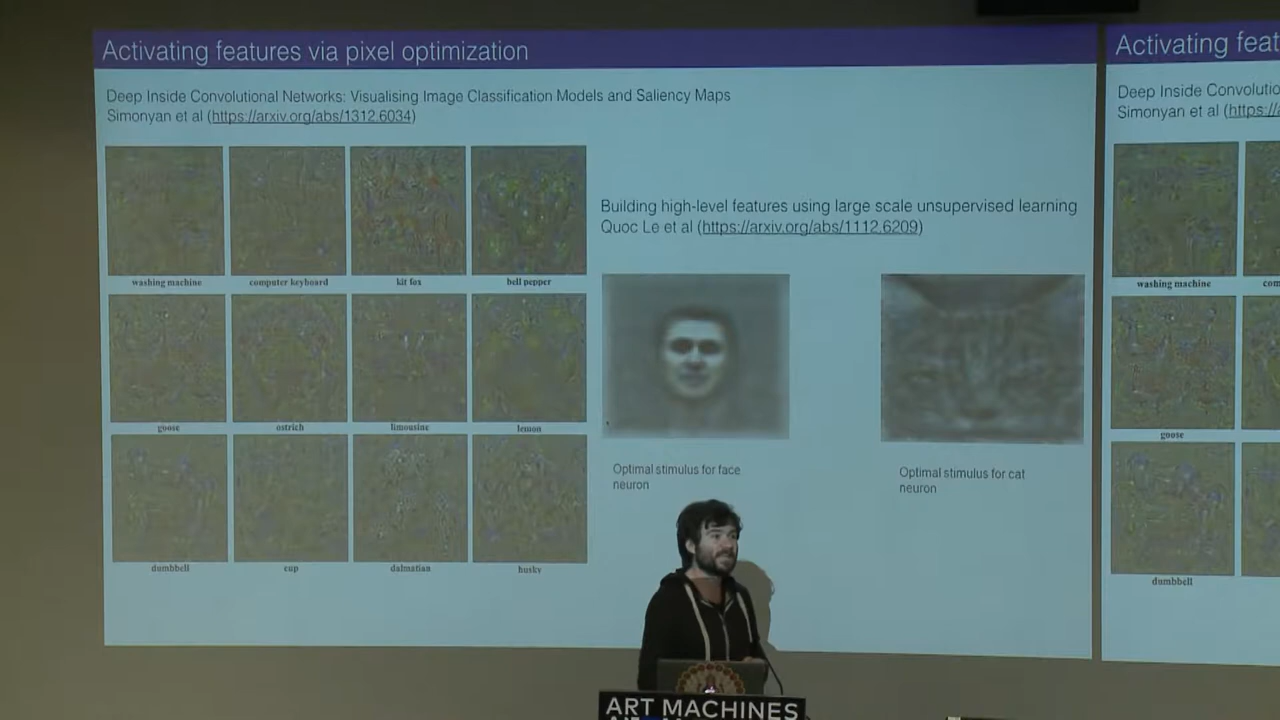 Activating features via pixel optimization
Deep Inside Convolutional Networks: Visualising Image Classification Models and Saliency Maps
Simonyan et al (https://arxiv.org/abs/1312.6034)
washing machine
computer keyboard
kit fox
bell pepper
goose
ostrich
limousine
lemon
dumbbell
cup
dalmatian
husky
Building high-level features using large scale unsupervised learning
Quoc Le et al (https://arxiv.org/abs/1112.6209)
Optimal stimulus for face
neuron
Optimal stimulus for cat
neuron
Activating feat
Deep Inside Convolutio
Simonyan et al (https://
washing machine
com
goose
dumbbell
ART MACHINES